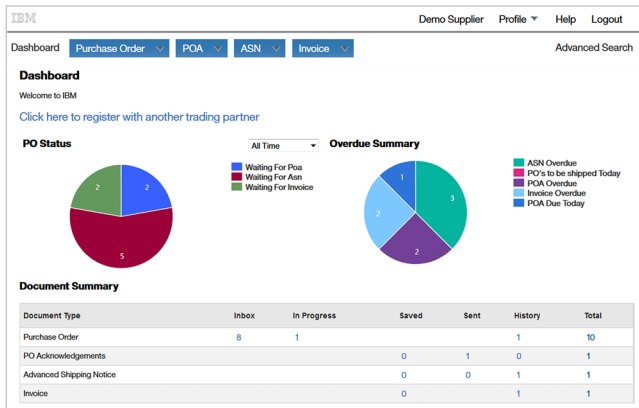 IBM
Demo Supplier Profile Help Logout
Dashboard Purchase Order POA ASN Invoice Advanced Search
Dashboard
Welcome to IBM
Click here to register with another trading partner
PO Status All Time Overdue Summary
2 2 5
Waiting For Poa
Waiting For Asn
Waiting For Invoice
1 3 2 2
ASN Overdue
PO's to be shipped Today
POA Overdue
Invoice Overdue
POA Due Today
Document Summary
Document Type Inbox In Progress Saved Sent History Total
Purchase Order 8 1 1 10
PO Acknowledgements 0 1 0 1
Advanced Shipping Notice 0 0 1 1
Invoice 0 1 1